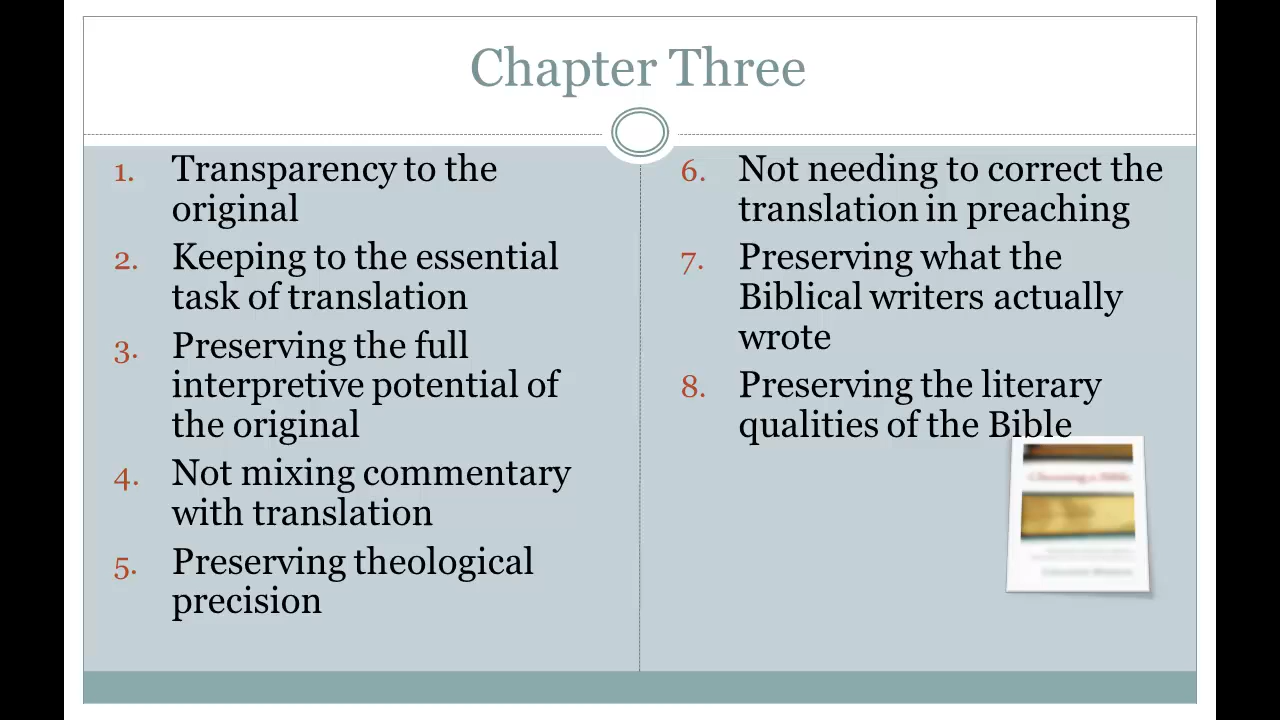 Chapter Three
1. Transparency to the
original
2. Keeping to the essential
task of translation
3. Preserving the full
interpretive potential of
the original
4. Not mixing commentary
with translation
5. Preserving theological
precision
6. Not needing to correct the
translation in preaching
7. Preserving what the
Biblical writers actually
wrote
8. Preserving the literary
qualities of the Bible